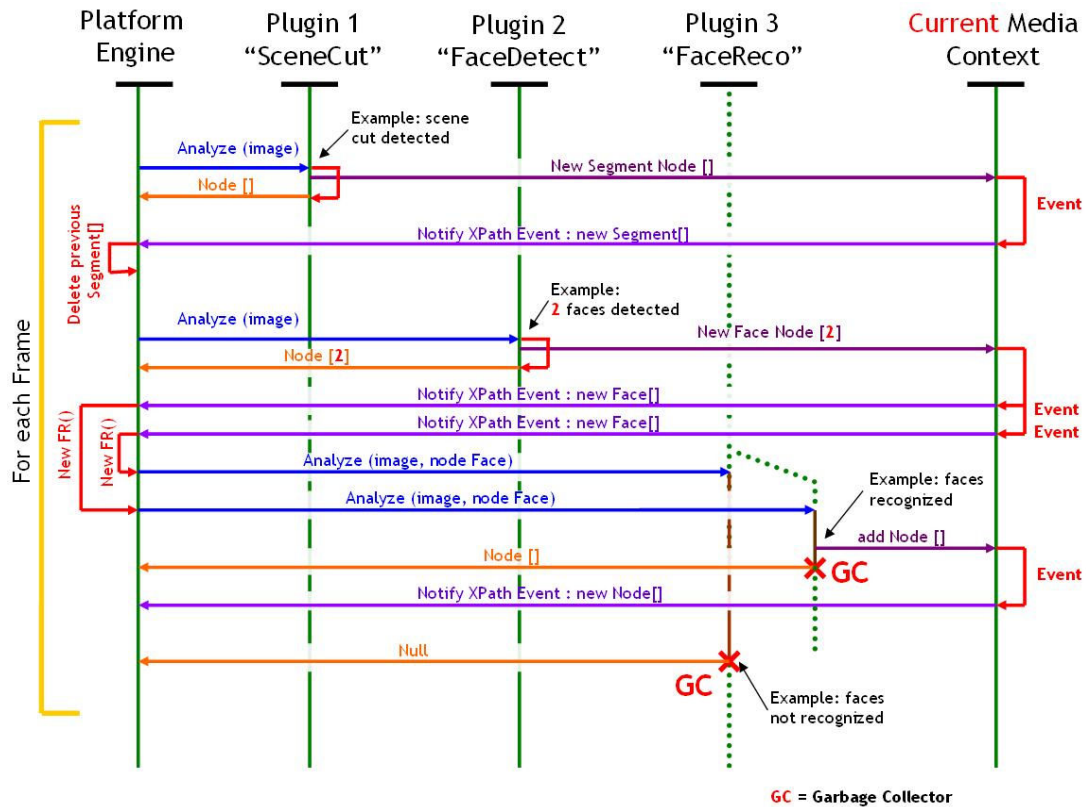 Platform
Engine
Plugin 1
“SceneCut”
Plugin 2
“FaceDetect”
Plugin 3
“FaceReco”
Current Media
Context
Example: scene
cut detected
Analyze (image)
New Segment Node []
Node []
Event
Notify XPath Event : new Segment[]
Delete previous
Segment[]
Example:
2 faces detected
Analyze (image)
New Face Node [2]
Node [2]
For each Frame
Notify XPath Event : new Face[]
Event
Notify XPath Event : new Face[]
Event
New FR()
New FR()
Analyze (image, node Face)
Example: faces
recognized
Analyze (image, node Face)
add Node []
Node []
GC
Event
Notify XPath Event : new Node[]
Null
GC
Example: faces
not recognized
GC = Garbage Collector